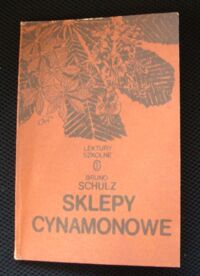 LEKTURY
SZKOLNE
BRUNO
SCHULZ
SKLEPY
CYNAMONOWE